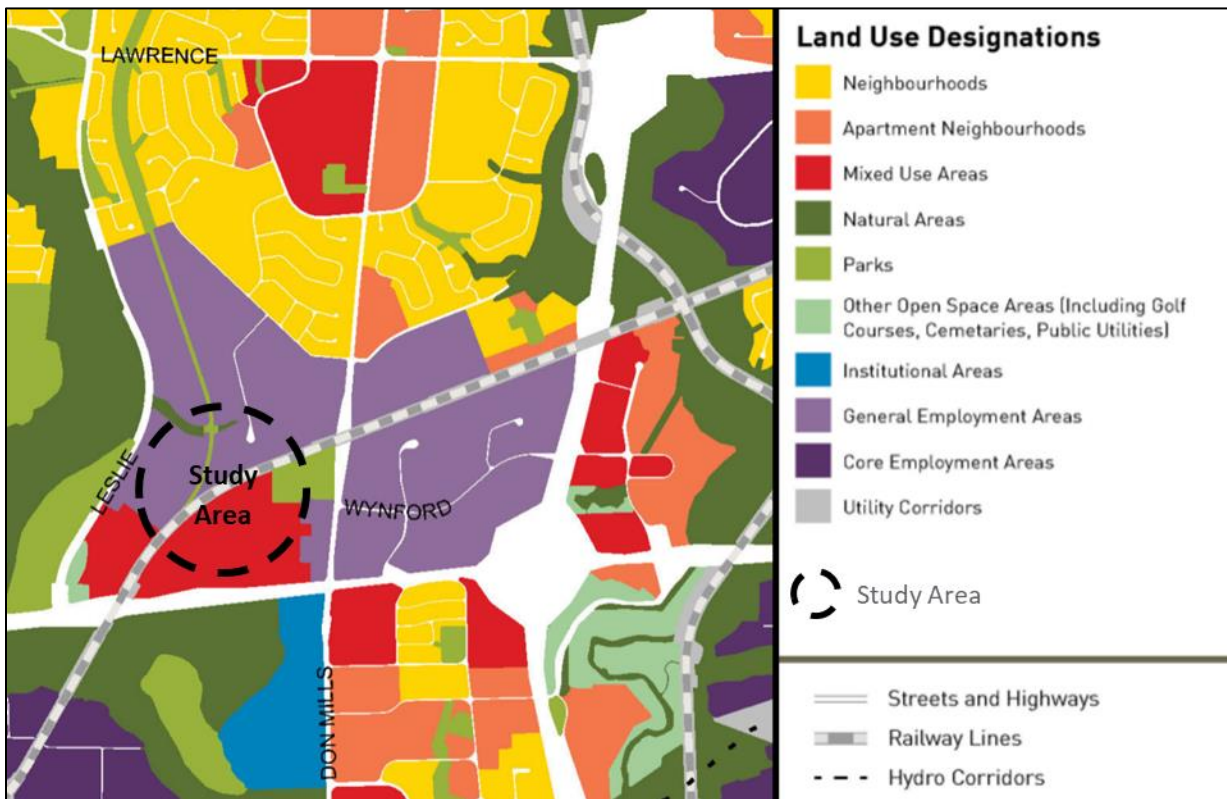 LAWRENCE
LESLIE
Study
Area
WYNFORD
DON MILLS
Land Use Designations
Neighbourhoods
Apartment Neighbourhoods
Mixed Use Areas
Natural Areas
Parks
Other Open Space Areas (Including Golf
Courses, Cemetaries, Public Utilities)
Institutional Areas
General Employment Areas
Core Employment Areas
Utility Corridors
Study Area
Streets and Highways
Railway Lines
Hydro Corridors